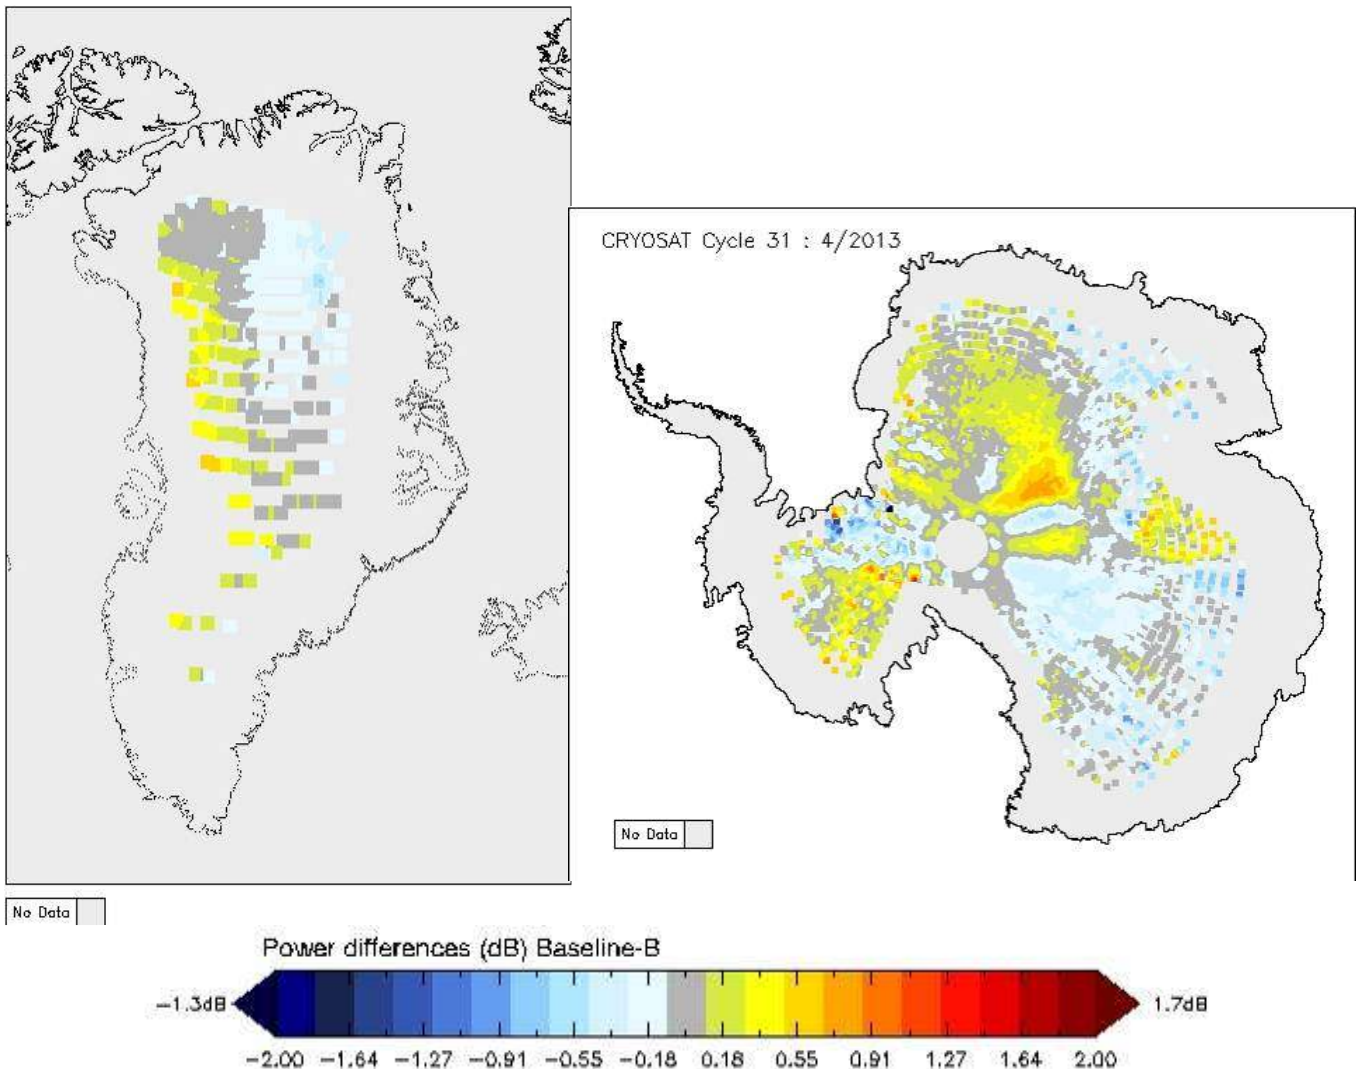 CRYOSAT Cycle 31 : 4/2013
No Data
No Data
Power differences (dB) Baseline-B
−1.3dB
1.7dB
−2.00 −1.64 −1.27 −0.91 −0.55 −0.18 0.18 0.55 0.91 1.27 1.64 2.00